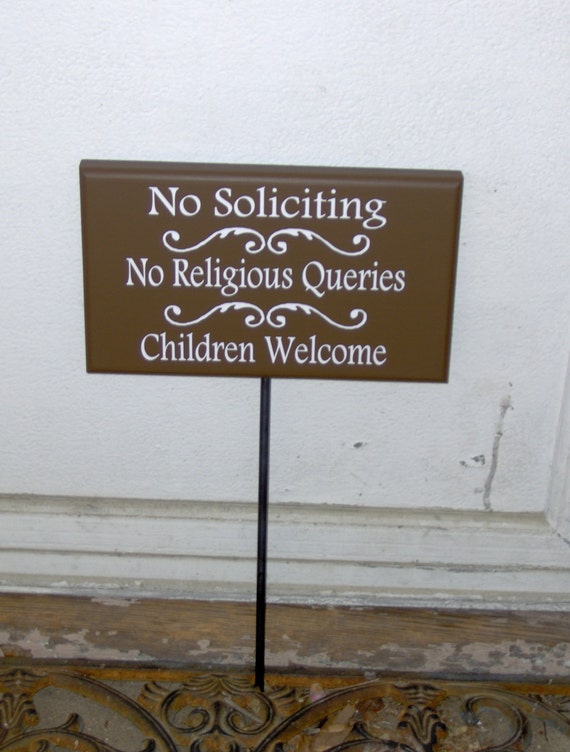 No Soliciting
No Religious Queries
Children Welcome